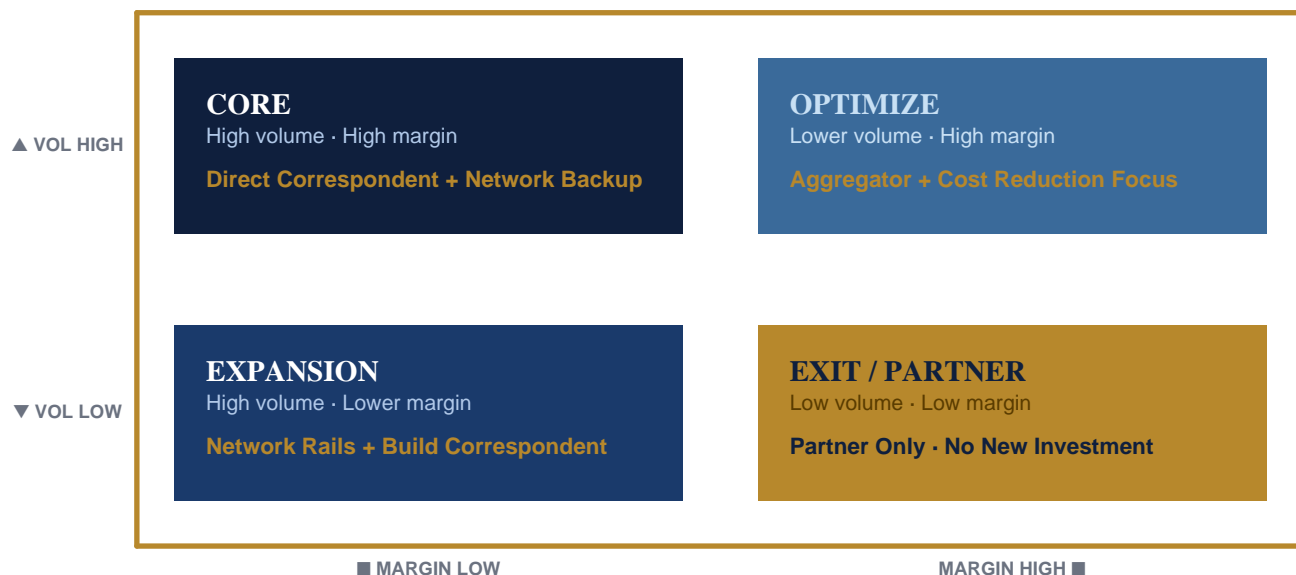 CORE
High volume · High margin
Direct Correspondent + Network Backup
OPTIMIZE
Lower volume · High margin
Aggregator + Cost Reduction Focus
▲ VOL HIGH
EXPANSION
High volume · Lower margin
Network Rails + Build Correspondent
EXIT / PARTNER
Low volume · Low margin
Partner Only · No New Investment
▼ VOL LOW
■ MARGIN LOW
MARGIN HIGH ■